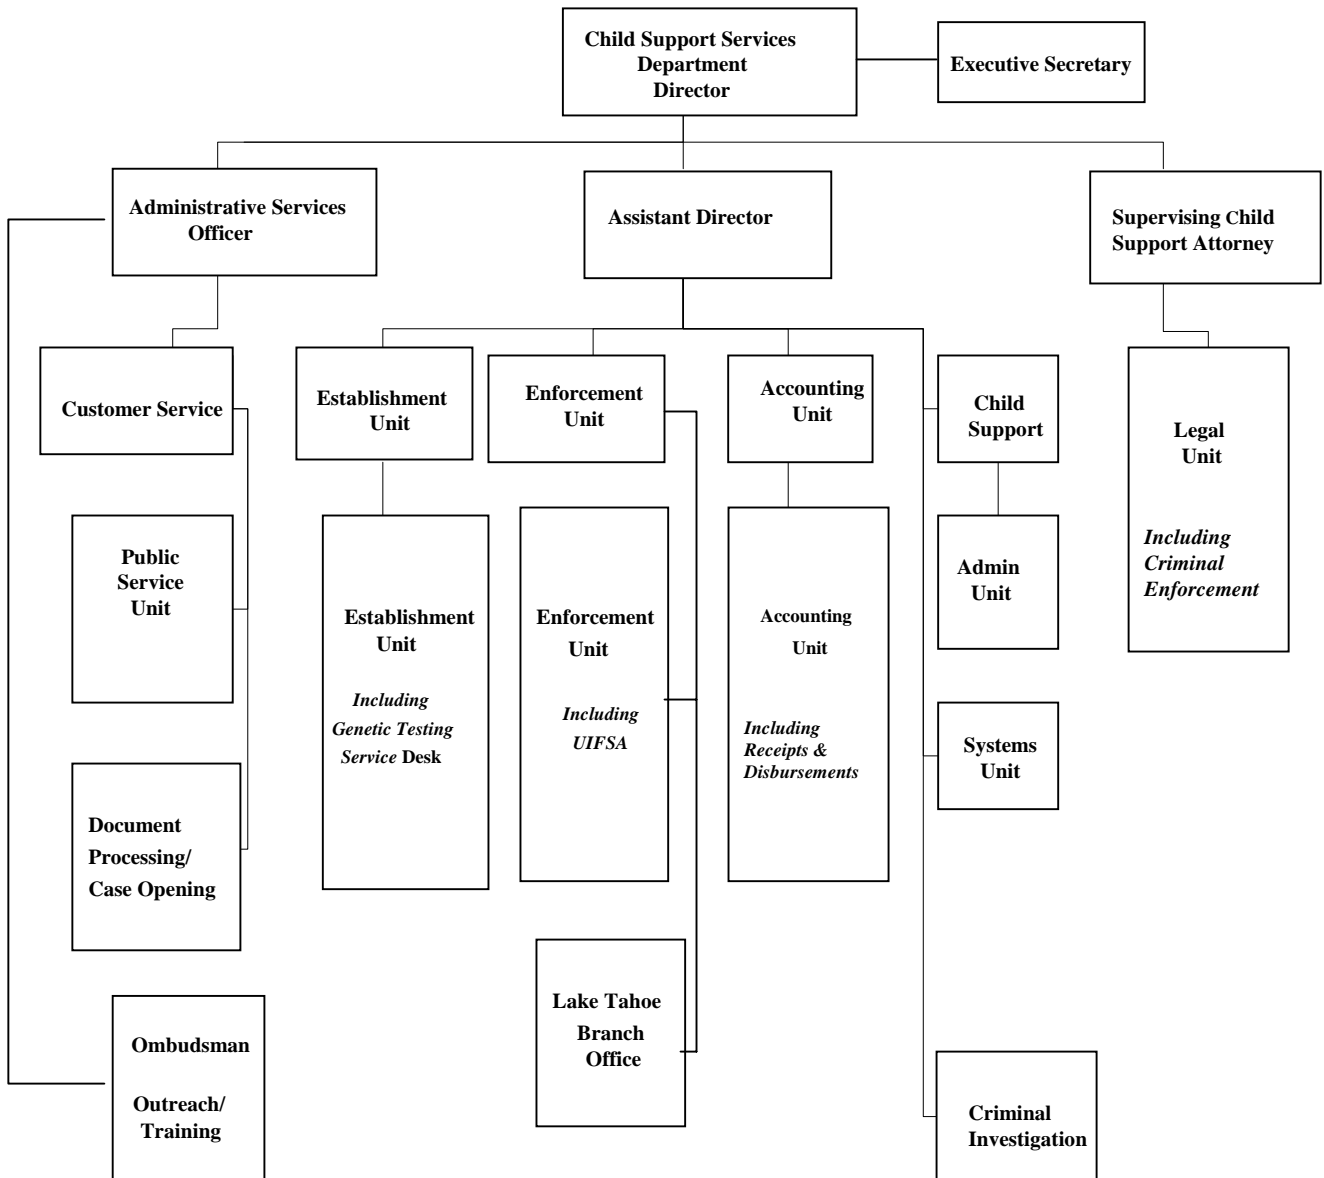 Child Support Services
Department
Director
Executive Secretary
Administrative Services
Officer
Assistant Director
Supervising Child
Support Attorney
Customer Service
Establishment
Unit
Enforcement
Unit
Accounting
Unit
Child
Support
Legal
Unit
Including
Criminal
Enforcement
Public
Service
Unit
Establishment
Unit
Including
Genetic Testing
Service Desk
Enforcement
Unit
Including
UIFSA
Accounting
Unit
Including
Receipts &
Disbursements
Admin
Unit
Systems
Unit
Document
Processing/
Case Opening
Lake Tahoe
Branch
Office
Ombudsman
Outreach/
Training
Criminal
Investigation